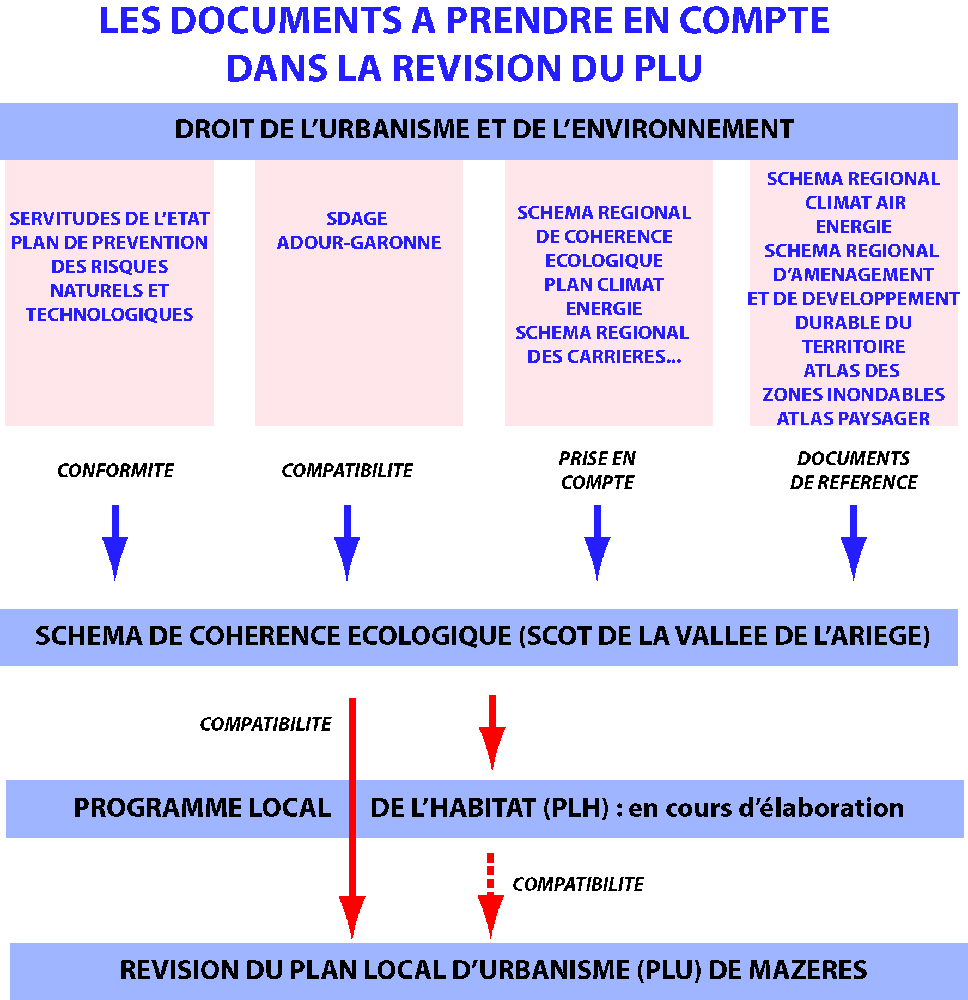 LES DOCUMENTS A PRENDRE EN COMPTE
DANS LA REVISION DU PLU
DROIT DE L’URBANISME ET DE L’ENVIRONNEMENT
SERVITUDES DE L’ETAT
PLAN DE PREVENTION
DES RISQUES
NATURELS ET
TECHNOLOGIQUES
SDAGE
ADOUR-GARONNE
SCHEMA REGIONAL
DE COHERENCE
ECOLOGIQUE
PLAN CLIMAT
ENERGIE
SCHEMA REGIONAL
DES CARRIERES...
SCHEMA REGIONAL
CLIMAT AIR
ENERGIE
SCHEMA REGIONAL
D’AMENAGEMENT
ET DE DEVELOPPEMENT
DURABLE DU
TERRITOIRE
ATLAS DES
ZONES INONDABLES
ATLAS PAYSAGER
CONFORMITE
COMPATIBILITE
PRISE EN
COMPTE
DOCUMENTS
DE REFERENCE
SCHEMA DE COHERENCE ECOLOGIQUE (SCOT DE LA VALLEE DE L’ARIEGE)
COMPATIBILITE
PROGRAMME LOCAL DE L’HABITAT (PLH) : en cours d’élaboration
COMPATIBILITE
REVISION DU PLAN LOCAL D’URBANISME (PLU) DE MAZERES